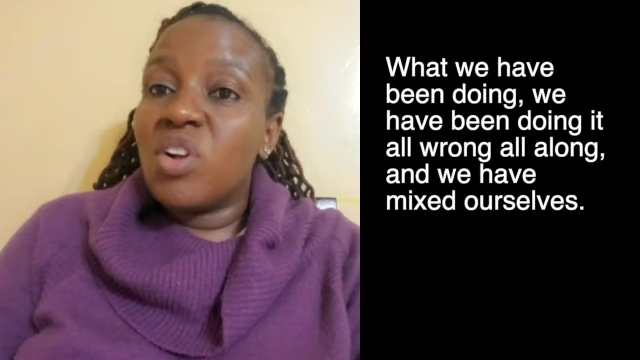 What we have
been doing, we
have been doing it
all wrong all along,
and we have
mixed ourselves.